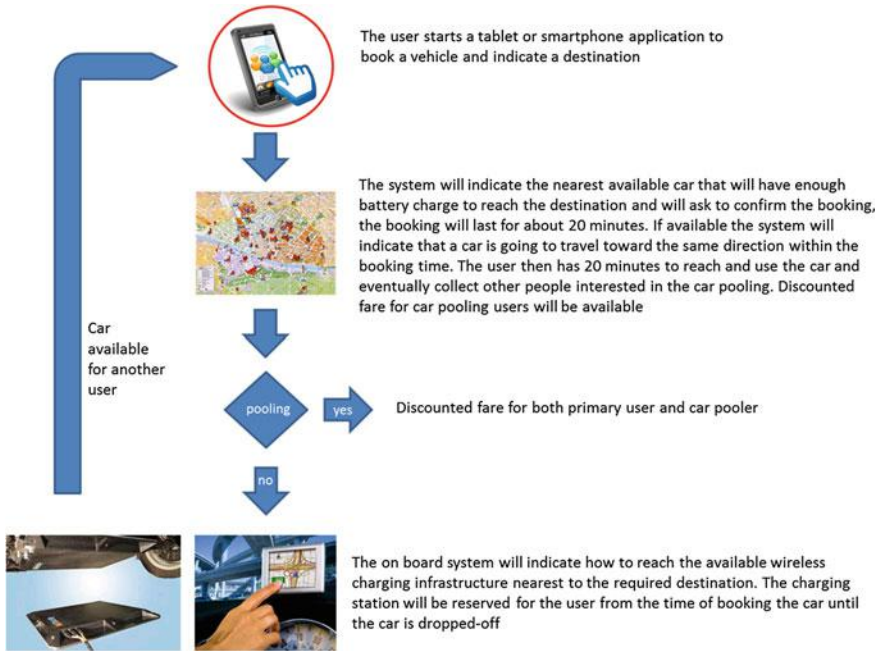 The user starts a tablet or smartphone application to
book a vehicle and indicate a destination
The system will indicate the nearest available car that will have enough
battery charge to reach the destination and will ask to confirm the booking,
the booking will last for about 20 minutes. If available the system will
indicate that a car is going to travel toward the same direction within the
booking time. The user then has 20 minutes to reach and use the car and
eventually collect other people interested in the car pooling. Discounted
fare for car pooling users will be available
Car
available
for another
user
pooling
yes
Discounted fare for both primary user and car pooler
no
The on board system will indicate how to reach the available wireless
charging infrastructure nearest to the required destination. The charging
station will be reserved for the user from the time of booking the car until
the car is dropped-off